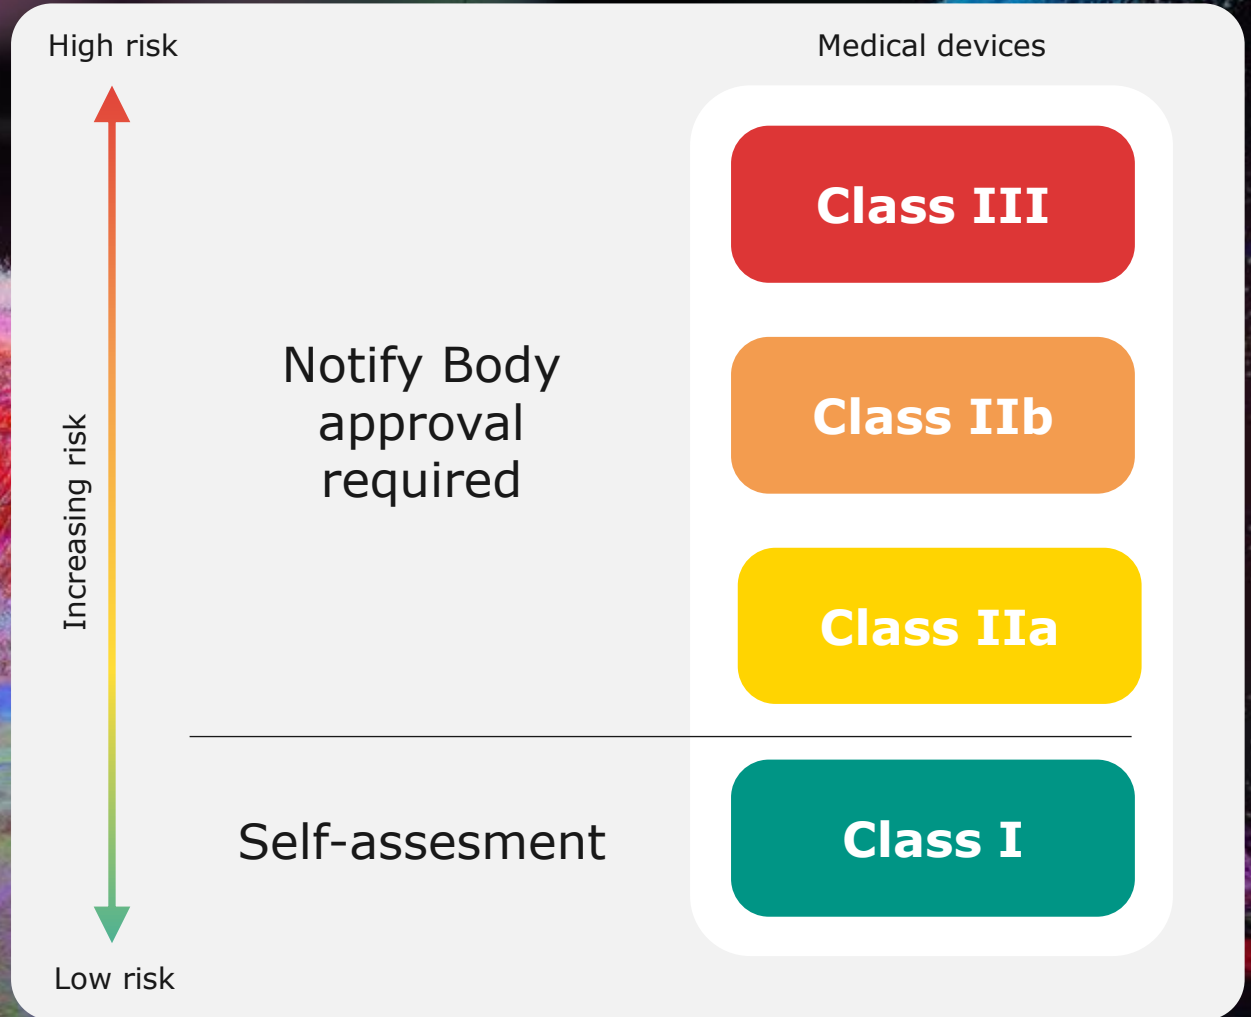 High risk
Medical devices
Class III
Notify Body
approval
required
Class IIb
Increasing risk
Class IIa
Self-assesment
Class I
Low risk